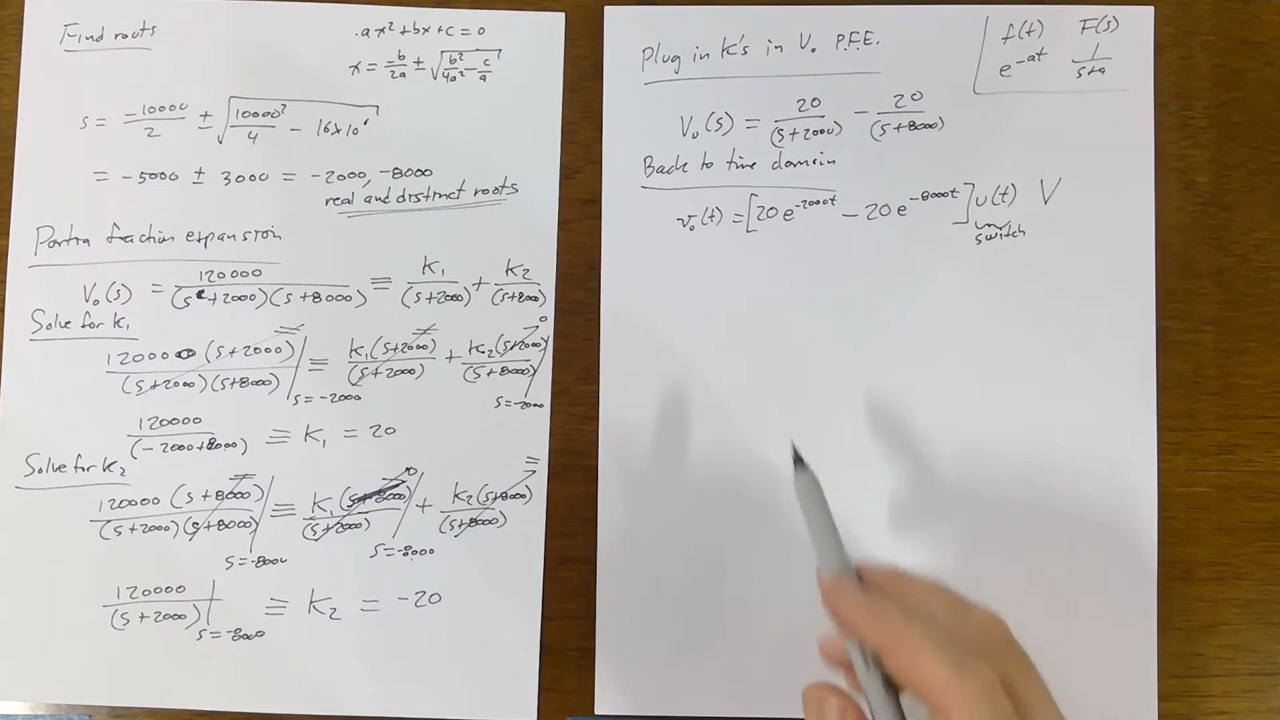 Find roots
ax² + bx + c = 0
x = -b/2a ± √(b²/4a² - c/a)
s = -10000/2 ± √(10000²/4 - 16x10⁶)
= -5000 ± 3000 = -2000, -8000
real and distinct roots
Partia fraction expansion
V₀(s) = 120000/((s+2000)(s+8000)) ≡ K₁/(s+2000) + K₂/(s+8000)
Solve for K₁
120000 (s+2000)/((s+2000)(s+8000)) | s=-2000 ≡ K₁(s+2000)/(s+2000) + K₂(s+2000)/(s+8000) | s=-2000 0
120000/(-2000+8000) ≡ K₁ = 20
Solve for K₂
120000 (s+8000)/((s+2000)(s+8000)) | s=-8000 ≡ K₁(s+8000)/(s+2000) | s=-8000 0 + K₂(s+8000)/(s+8000)
120000/(s+2000) | s=-8000 ≡ K₂ = -20
Plug in K's in V₀ P.F.E.
f(t) F(s)
e^-at 1/(s+a)
V₀(s) = 20/(s+2000) - 20/(s+8000)
Back to time domain
v₀(t) = [20e^-2000t - 20e^-8000t]u(t) V
switch